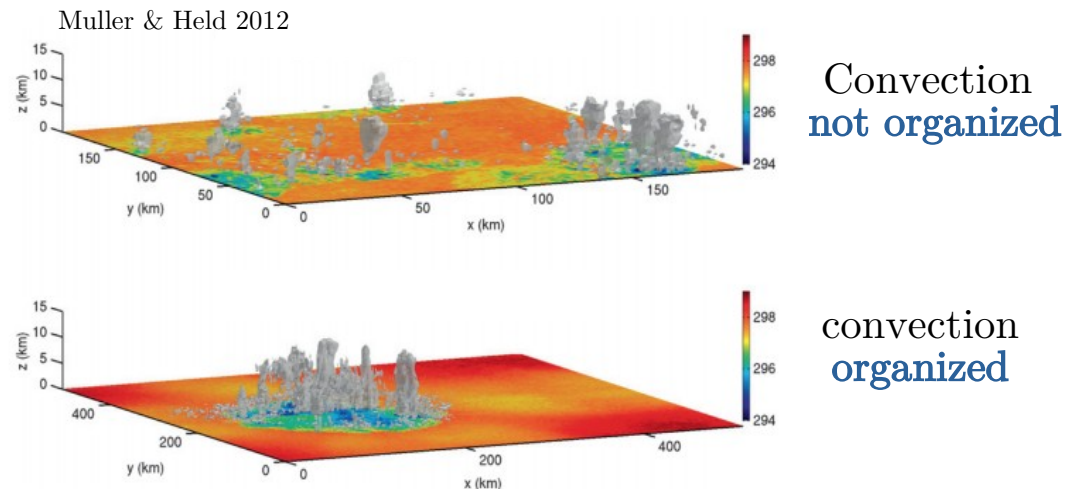 Muller & Held 2012
15
10
5
0
z (km)
150
100
50
0
y (km)
0
50
100
150
x (km)
298
296
294
Convection
not organized
15
10
5
0
z (km)
400
200
0
y (km)
0
200
400
x (km)
298
296
294
convection
organized